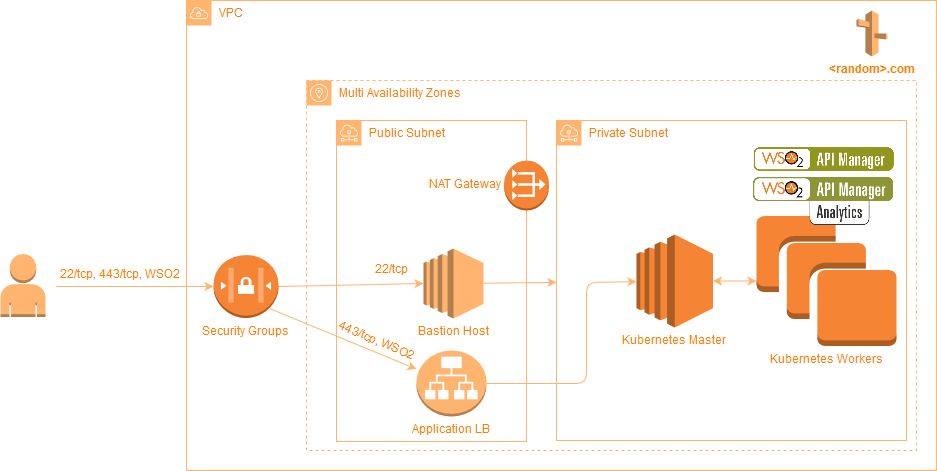 VPC
<random>.com
Multi Availability Zones
Public Subnet
Private Subnet
WSO2 API Manager
NAT Gateway
WSO2 API Manager
Analytics
22/tcp, 443/tcp, WSO2
22/tcp
Security Groups
443/tcp, WSO2
Bastion Host
Kubernetes Master
Kubernetes Workers
Application LB